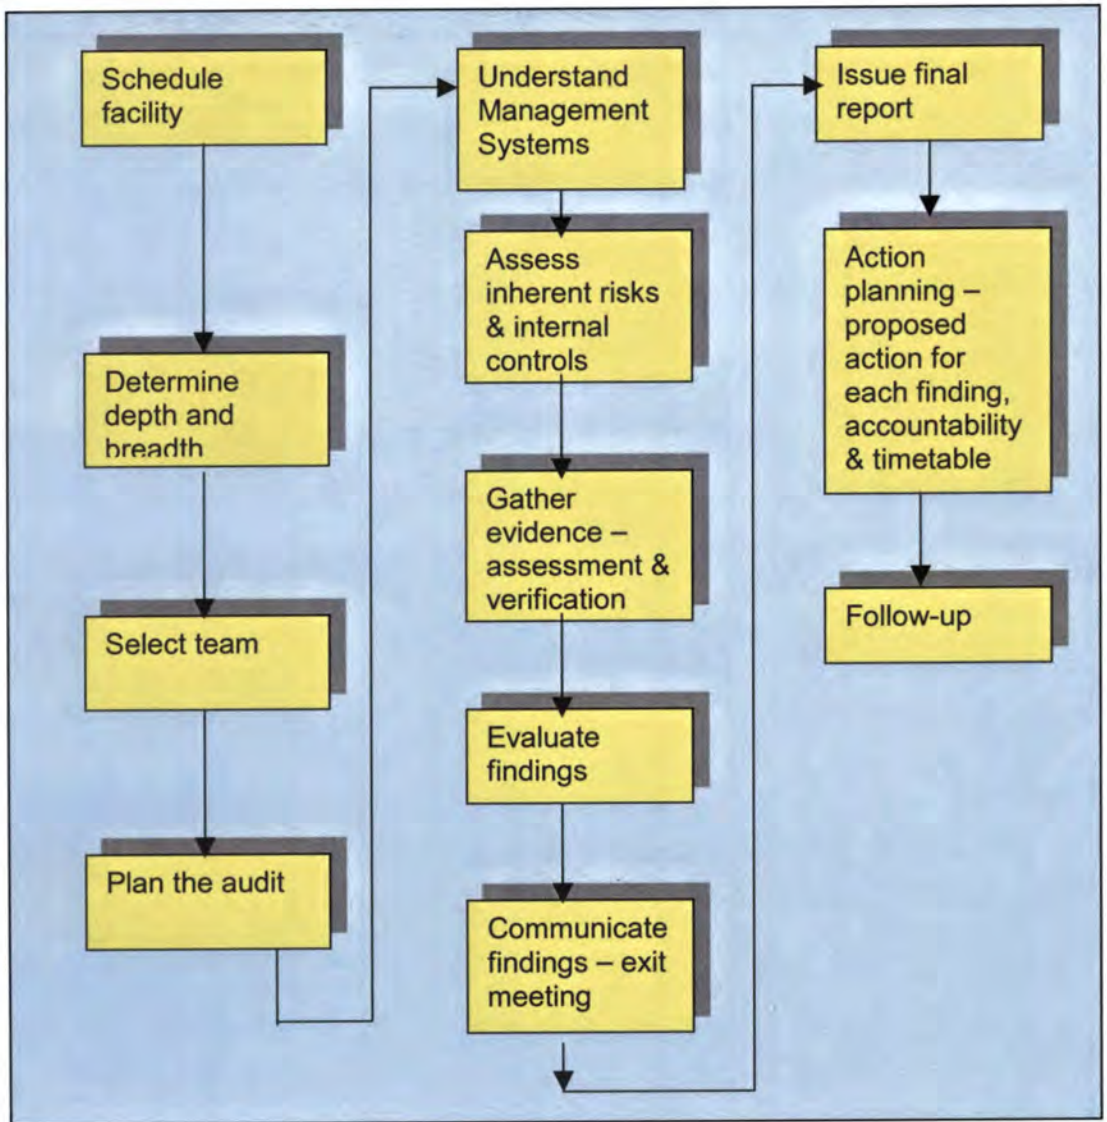 Schedule
facility
Determine
depth and
breadth
Select team
Plan the audit
Understand
Management
Systems
Assess
inherent risks
& internal
controls
Gather
evidence –
assessment &
verification
Evaluate
findings
Communicate
findings – exit
meeting
Issue final
report
Action
planning –
proposed
action for
each finding,
accountability
& timetable
Follow-up